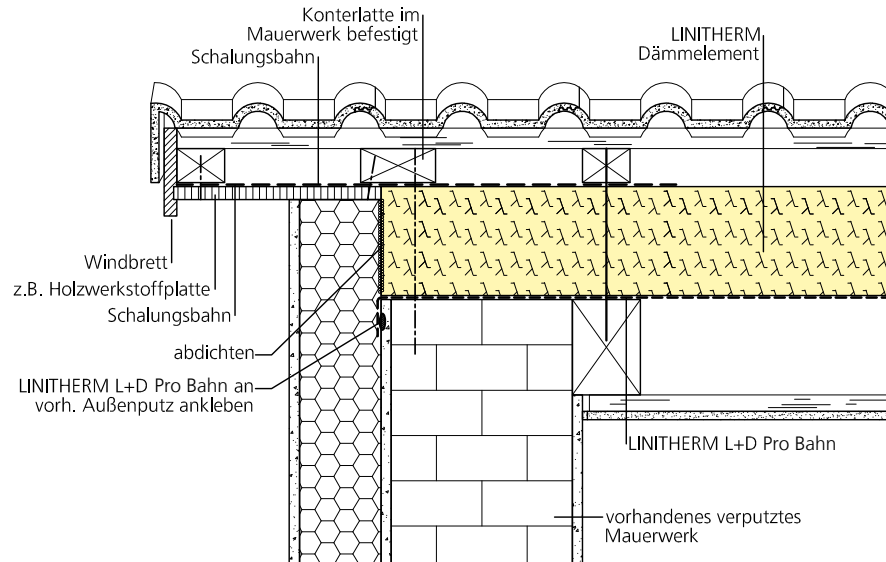 Konterlatte im
Mauerwerk befestigt
Schalungsbahn
LINITHERM
Dämmelement
Windbrett
z.B. Holzwerkstoffplatte
Schalungsbahn
abdichten
LINITHERM L+D Pro Bahn an
vorh. Außenputz ankleben
LINITHERM L+D Pro Bahn
vorhandenes verputztes
Mauerwerk